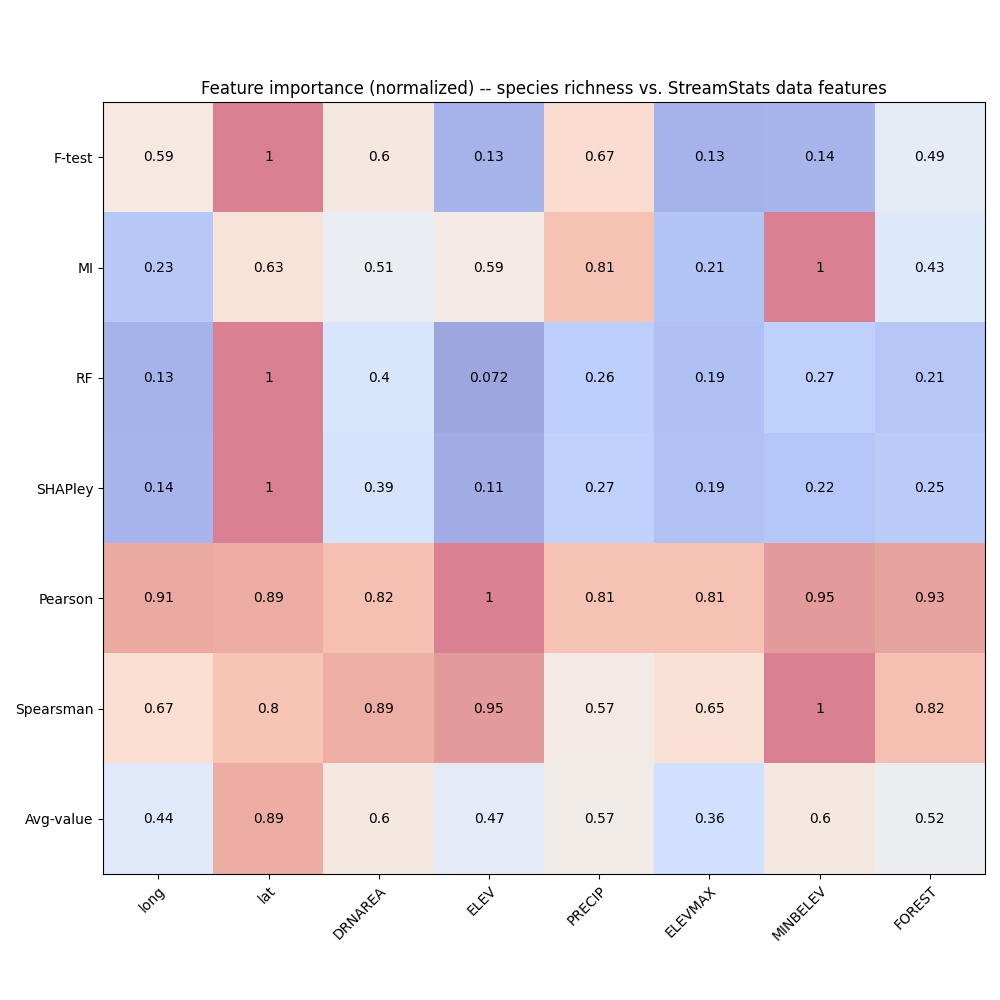 Feature importance (normalized) -- species richness vs. StreamStats data features
F-test 0.59 1 0.6 0.13 0.67 0.13 0.14 0.49
MI 0.23 0.63 0.51 0.59 0.81 0.21 1 0.43
RF 0.13 1 0.4 0.072 0.26 0.19 0.27 0.21
SHAPley 0.14 1 0.39 0.11 0.27 0.19 0.22 0.25
Pearson 0.91 0.89 0.82 1 0.81 0.81 0.95 0.93
Spearsman 0.67 0.8 0.89 0.95 0.57 0.65 1 0.82
Avg-value 0.44 0.89 0.6 0.47 0.57 0.36 0.6 0.52
long lat DRNAREA ELEV PRECIP ELEVMAX MINBELEV FOREST